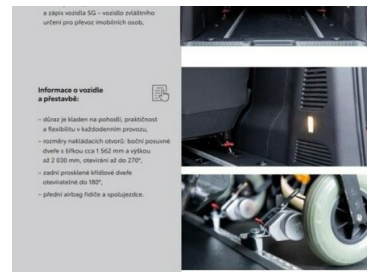 a zápis vozidla SG – vozidlo zvláštního
určení pro převoz imobilních osob,
Informace o vozidle
a přestavbě:
– důraz je kladen na pohodlí, praktičnost
a flexibilitu v každodenním provozu,
– rozměry nakládacích otvorů: boční posuvné
dveře s šířkou cca 1 562 mm a výškou
až 2 030 mm, otevírání až do 270°,
– zadní prosklené křídlové dveře
otevíratelné do 180°,
– přední airbag řidiče a spolujezdce.